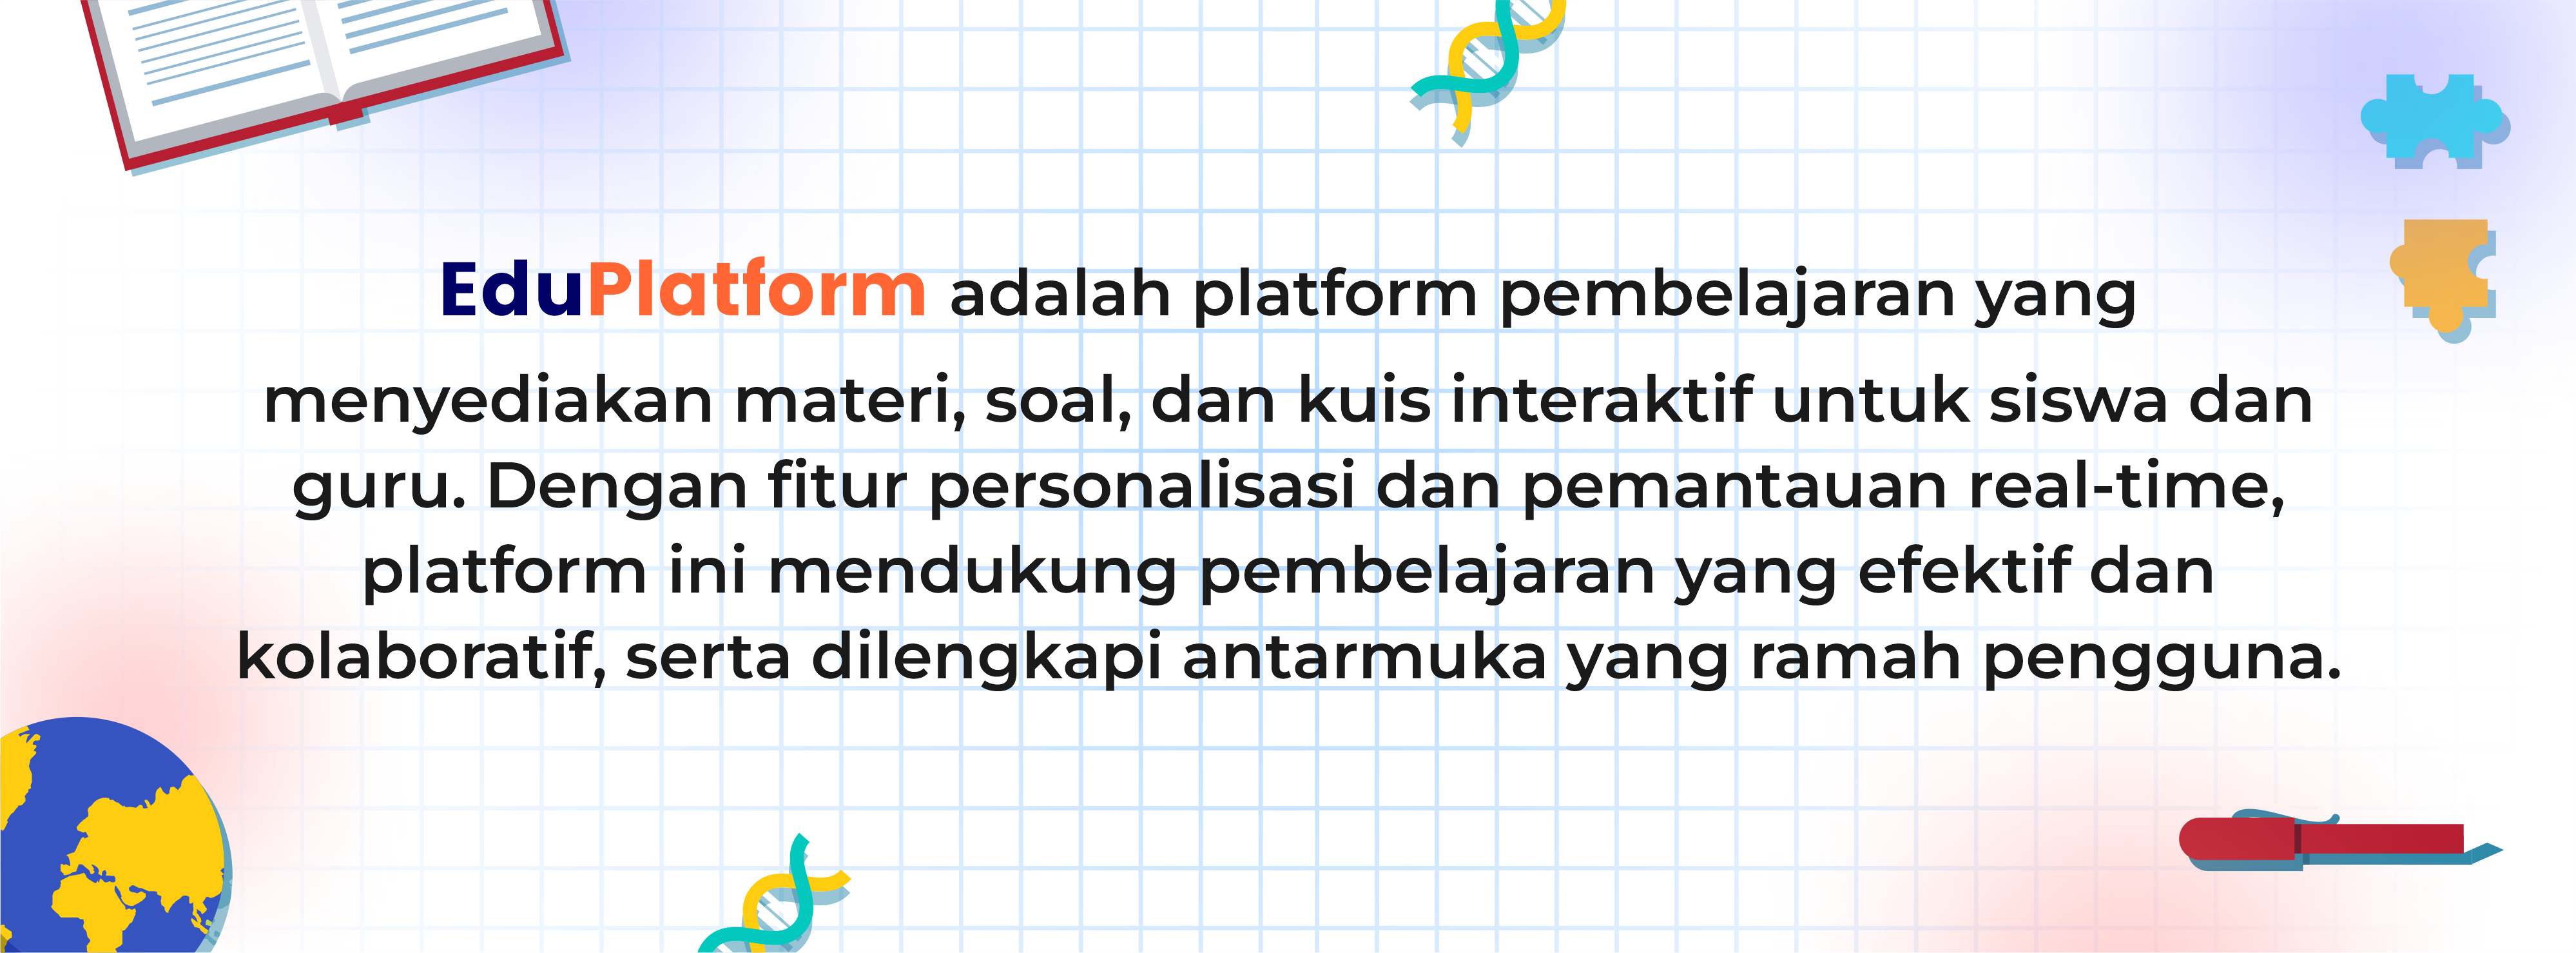 EduPlatform adalah platform pembelajaran yang
menyediakan materi, soal, dan kuis interaktif untuk siswa dan
guru. Dengan fitur personalisasi dan pemantauan real-time,
platform ini mendukung pembelajaran yang efektif dan
kolaboratif, serta dilengkapi antarmuka yang ramah pengguna.